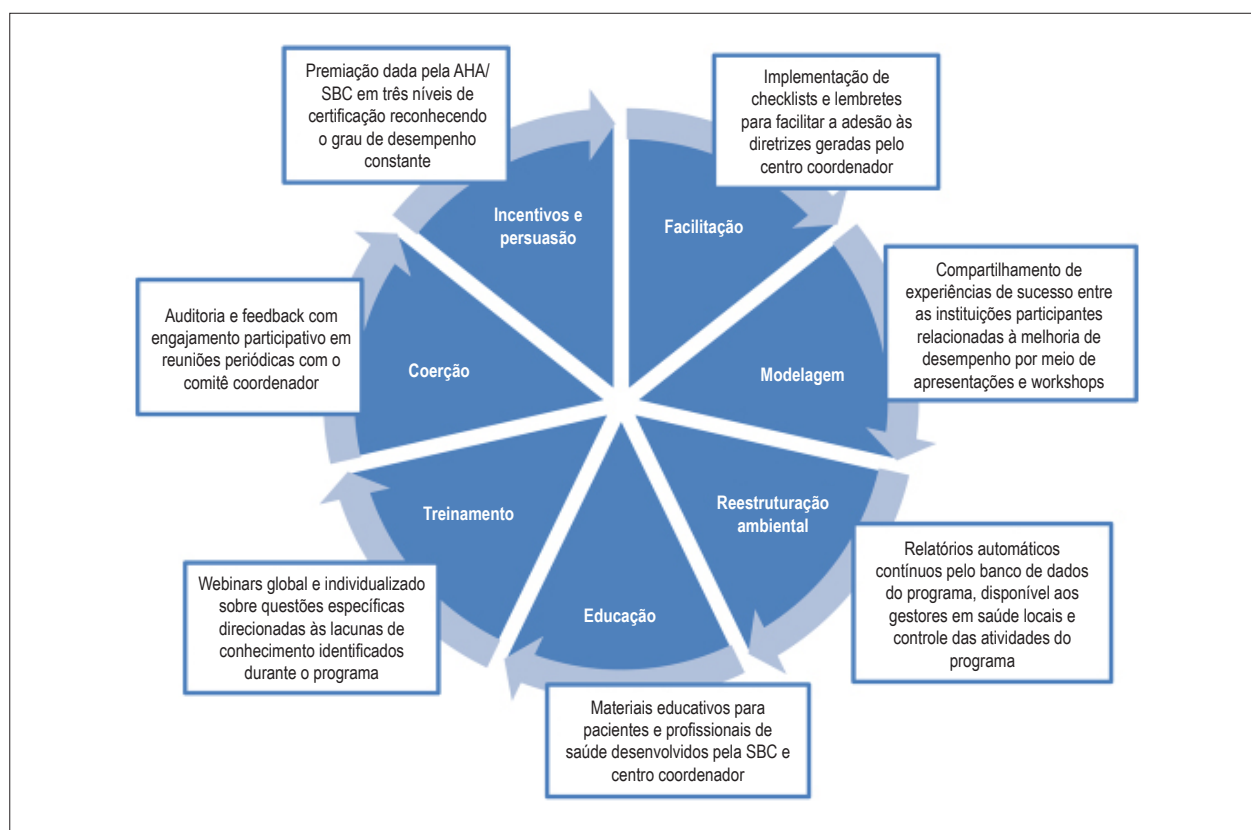 Premiação dada pela AHA/
SBC em três níveis de
certificação reconhecendo
o grau de desempenho
constante
Implementação de
checklists e lembretes
para facilitar a adesão às
diretrizes geradas pelo
centro coordenador
Incentivos e
persuasão
Facilitação
Auditoria e feedback com
engajamento participativo em
reuniões periódicas com o
comitê coordenador
Coerção
Modelagem
Compartilhamento de
experiências de sucesso entre
as instituições participantes
relacionadas à melhoria de
desempenho por meio de
apresentações e workshops
Treinamento
Reestruturação
ambiental
Webinars global e individualizado
sobre questões específicas
direcionadas às lacunas de
conhecimento identificados
durante o programa
Educação
Relatórios automáticos
contínuos pelo banco de dados
do programa, disponível aos
gestores em saúde locais e
controle das atividades do
programa
Materiais educativos para
pacientes e profissionais de
saúde desenvolvidos pela SBC e
centro coordenador